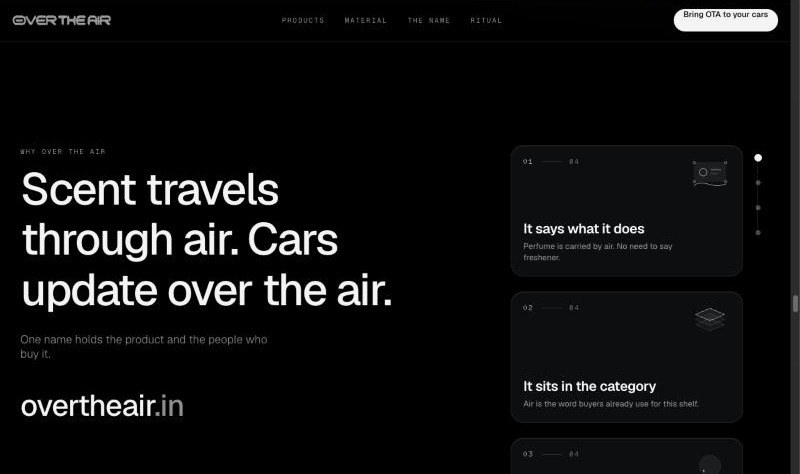 OVER THE AIR
PRODUCTS MATERIAL THE NAME RITUAL
Bring OTA to your cars
WHY OVER THE AIR
Scent travels
through air. Cars
update over the air.
One name holds the product and the people who
buy it.
overtheair.in
01 04
It says what it does
Perfume is carried by air. No need to say
freshener.
02 04
It sits in the category
Air is the word buyers already use for this shelf.
03 04